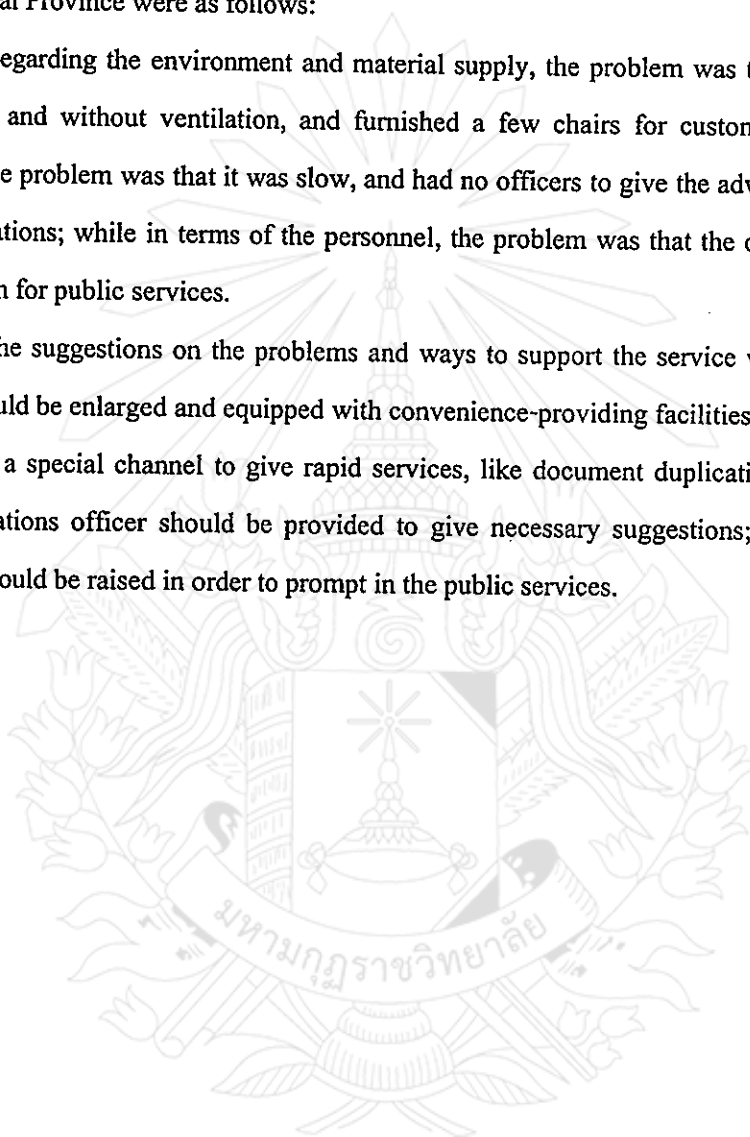 al Province were as follows:
egarding the environment and material supply, the problem was t
and without ventilation, and furnished a few chairs for custom
e problem was that it was slow, and had no officers to give the adv
tions; while in terms of the personnel, the problem was that the o
n for public services.
he suggestions on the problems and ways to support the service
uld be enlarged and equipped with convenience-providing facilities
a special channel to give rapid services, like document duplicati
ations officer should be provided to give necessary suggestions;
ould be raised in order to prompt in the public services.
มหามกุฏราชวิทยาลัย